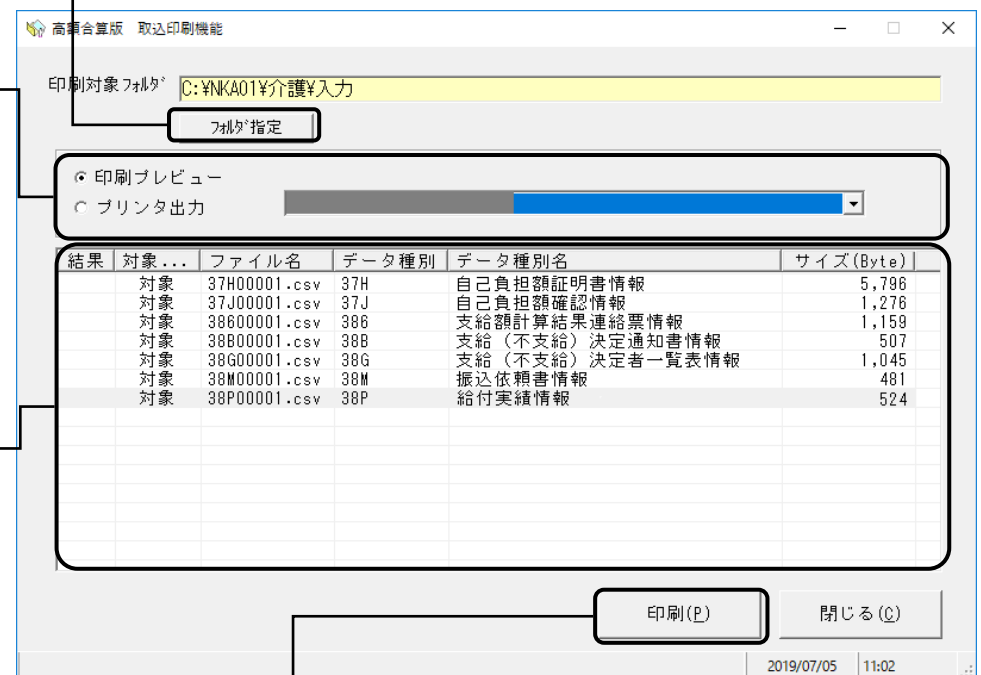 高額合算版 取込印刷機能
印刷対象ﾌｫﾙﾀﾞ C:¥NKA01¥介護¥入力
ﾌｫﾙﾀﾞ指定
印刷プレビュー
プリンタ出力
結果 対象... ファイル名 データ種別 データ種別名 サイズ(Byte)
対象 37H00001.csv 37H 自己負担額証明書情報 5,796
対象 37J00001.csv 37J 自己負担額確認情報 1,276
対象 38600001.csv 386 支給額計算結果連絡票情報 1,159
対象 38B00001.csv 38B 支給（不支給）決定通知書情報 507
対象 38G00001.csv 38G 支給（不支給）決定者一覧表情報 1,045
対象 38M00001.csv 38M 振込依頼書情報 481
対象 38P00001.csv 38P 給付実績情報 524
印刷(P) 閉じる(C)
2019/07/05 11:02